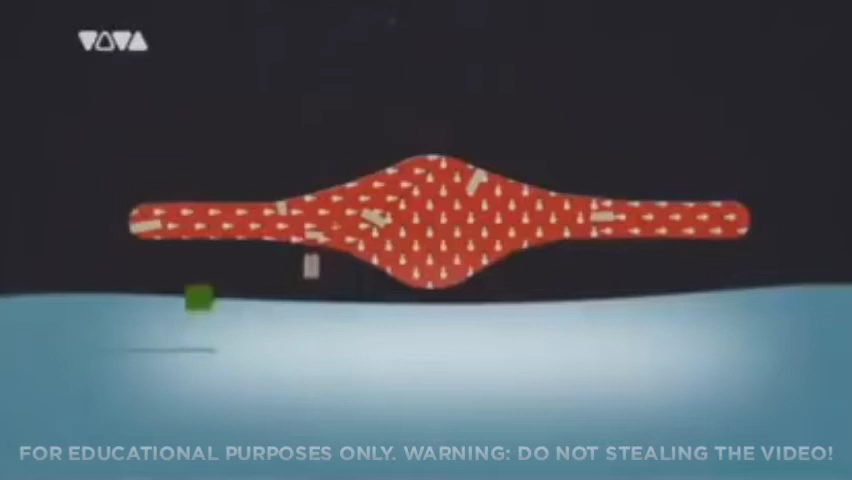 VIVA
FOR EDUCATIONAL PURPOSES ONLY. WARNING: DO NOT STEALING THE VIDEO!